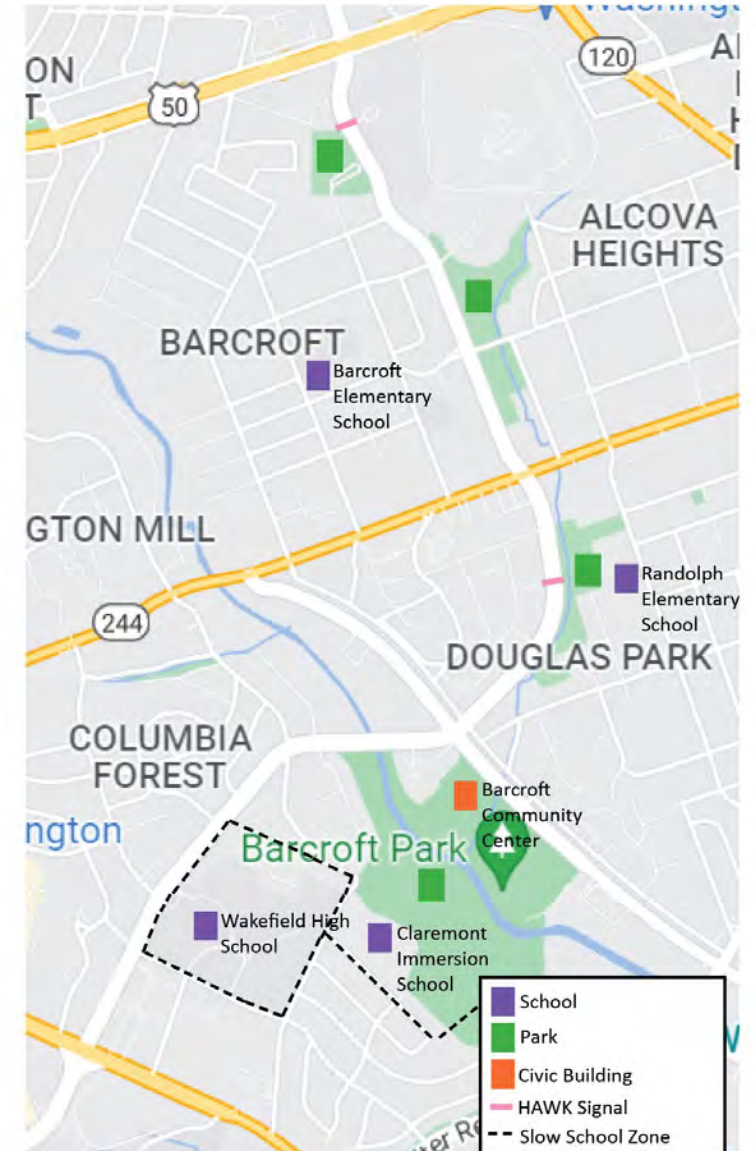 ON
T
50
120
ALCOVA
HEIGHTS
BARCROFT
Barcroft
Elementary
School
GTON MILL
244
Randolph
Elementary
School
DOUGLAS PARK
COLUMBIA
FOREST
Barcroft
Community
Center
ngton
Barcroft Park
Wakefield High
School
Claremont
Immersion
School
School
Park
Civic Building
HAWK Signal
Slow School Zone